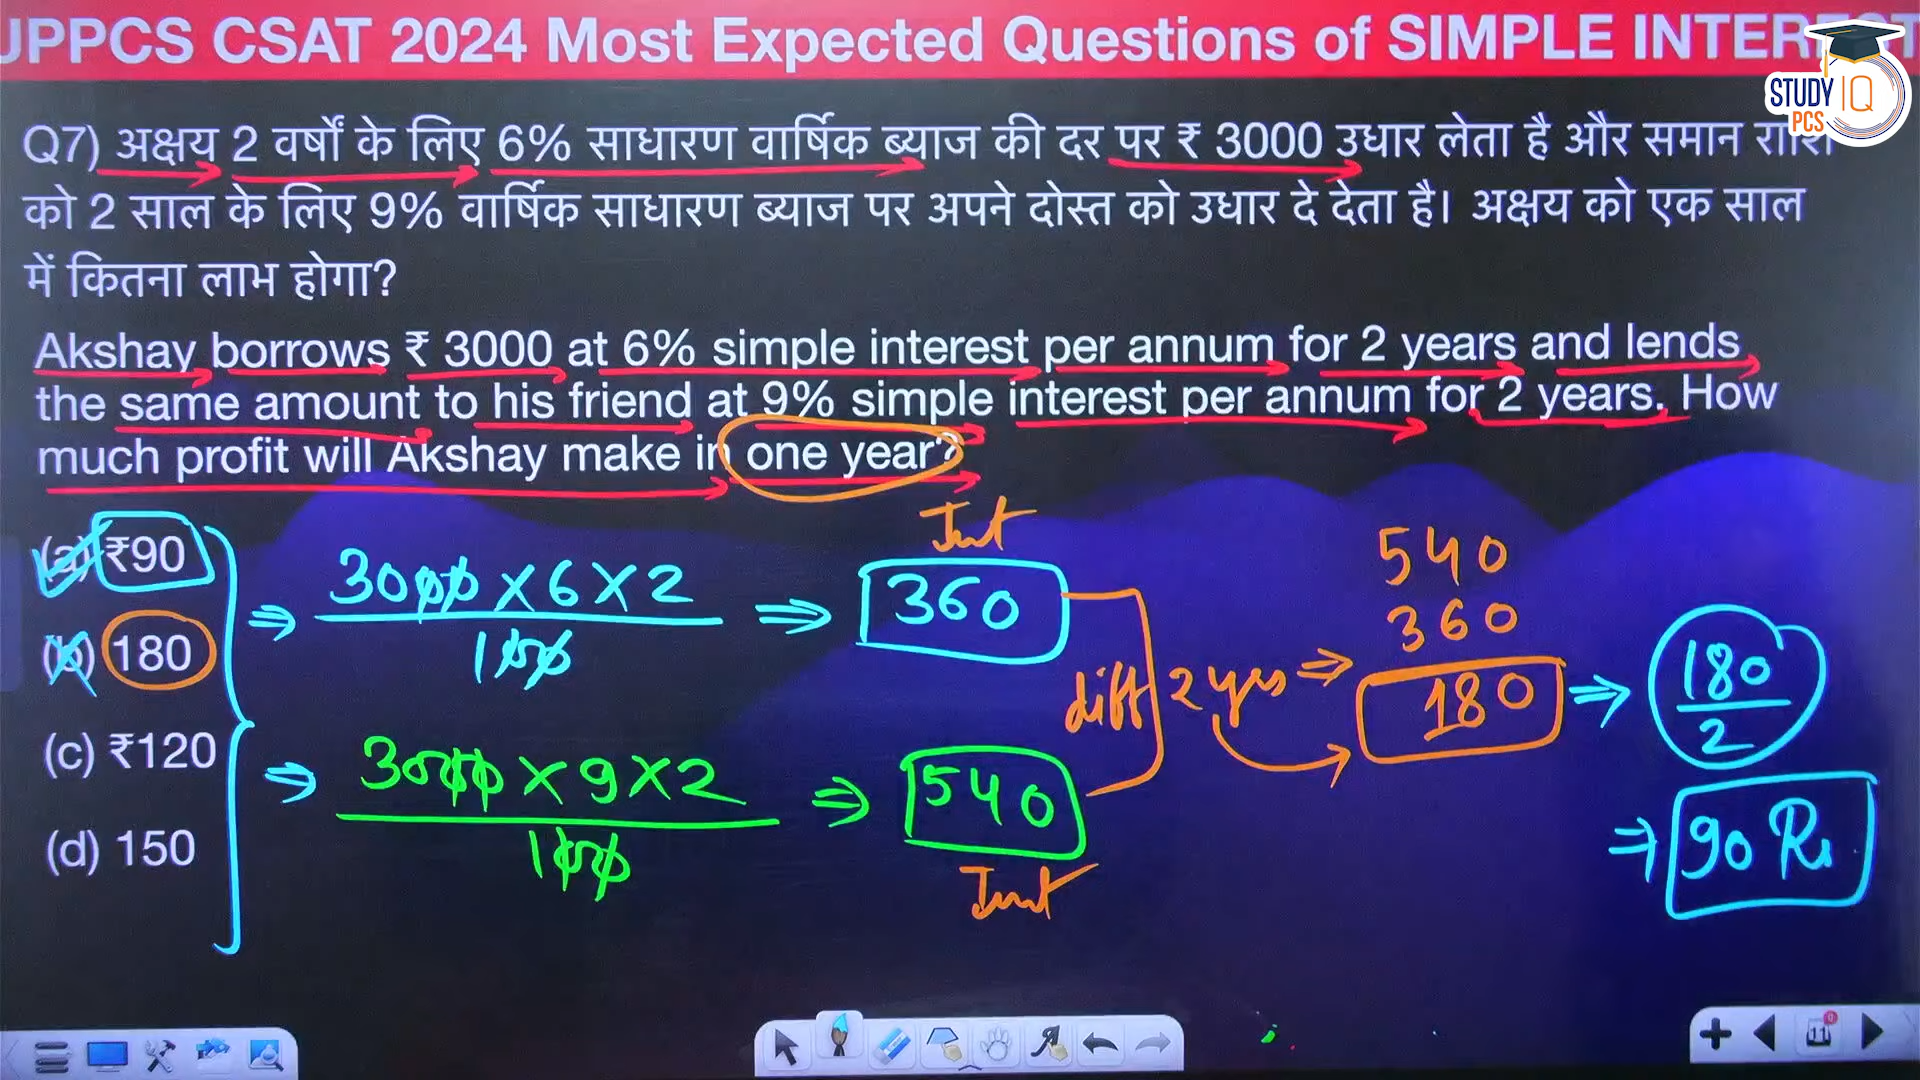 UPPCS CSAT 2024 Most Expected Questions of SIMPLE INTEREST
STUDY IQ
PCS
Q7) अक्षय 2 वर्षों के लिए 6% साधारण वार्षिक ब्याज की दर पर ₹ 3000 उधार लेता है और समान राशि
को 2 साल के लिए 9% वार्षिक साधारण ब्याज पर अपने दोस्त को उधार दे देता है। अक्षय को एक साल
में कितना लाभ होगा?
Akshay borrows ₹ 3000 at 6% simple interest per annum for 2 years and lends
the same amount to his friend at 9% simple interest per annum for 2 years. How
much profit will Akshay make in one year?
(a) ₹90
(b) 180
(c) ₹120
(d) 150
⇒ 3000 × 6 × 2
100
⇒ 360
Int
⇒ 3000 × 9 × 2
100
⇒ 540
Int
diff
2 yrs ⇒
540
360
180
⇒ 180
2
⇒ 90 Rs
11